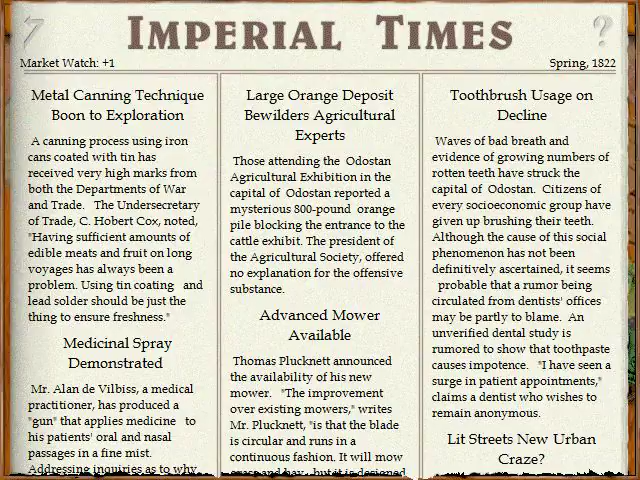 IMPERIAL TIMES
Market Watch: +1
Spring, 1822
Metal Canning Technique
Boon to Exploration
A canning process using iron
cans coated with tin has
received very high marks from
both the Departments of War
and Trade. The Undersecretary
of Trade, C. Hobert Cox, noted,
"Having sufficient amounts of
edible meats and fruit on long
voyages has always been a
problem. Using tin coating and
lead solder should be just the
thing to ensure freshness."
Medicinal Spray
Demonstrated
Mr. Alan de Vilbiss, a medical
practitioner, has produced a
"gun" that applies medicine to
his patients' oral and nasal
passages in a fine mist.
Addressing inquiries as to why
Large Orange Deposit
Bewilders Agricultural
Experts
Those attending the Odostan
Agricultural Exhibition in the
capital of Odostan reported a
mysterious 800-pound orange
pile blocking the entrance to the
cattle exhibit. The president of
the Agricultural Society, offered
no explanation for the offensive
substance.
Advanced Mower
Available
Thomas Plucknett announced
the availability of his new
mower. "The improvement
over existing mowers," writes
Mr. Plucknett, "is that the blade
is circular and runs in a
continuous fashion. It will mow
grass and hay, but it is designed
Toothbrush Usage on
Decline
Waves of bad breath and
evidence of growing numbers of
rotten teeth have struck the
capital of Odostan. Citizens of
every socioeconomic group have
given up brushing their teeth.
Although the cause of this social
phenomenon has not been
definitively ascertained, it seems
probable that a rumor being
circulated from dentists' offices
may be partly to blame. An
unverified dental study is
rumored to show that toothpaste
causes impotence. "I have seen a
surge in patient appointments,"
claims a dentist who wishes to
remain anonymous.
Lit Streets New Urban
Craze?